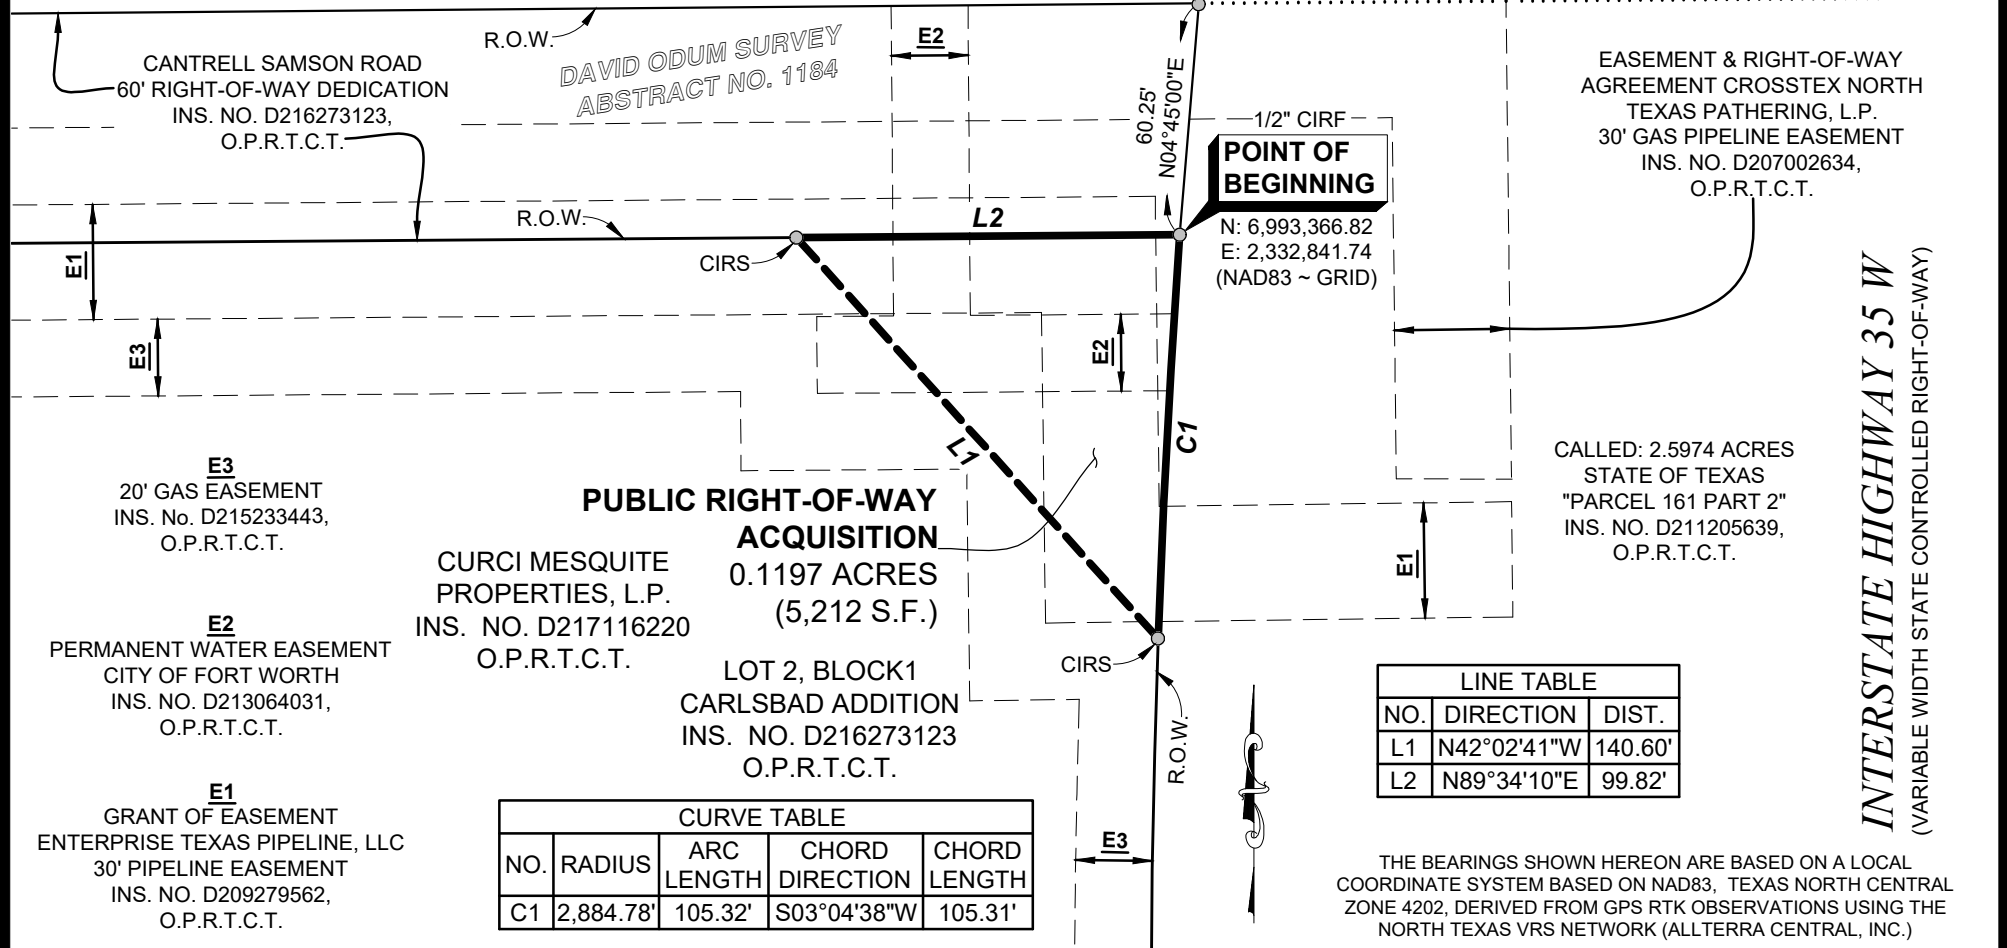 R.O.W.
DAVID ODUM SURVEY
ABSTRACT NO. 1184
E2
CANTRELL SAMSON ROAD
60' RIGHT-OF-WAY DEDICATION
INS. NO. D216273123,
O.P.R.T.C.T.
60.25'
N04°45'00"E
1/2" CIRF
POINT OF
BEGINNING
N: 6,993,366.82
E: 2,332,841.74
(NAD83 ~ GRID)
EASEMENT & RIGHT-OF-WAY
AGREEMENT CROSSTEX NORTH
TEXAS PATHERING, L.P.
30' GAS PIPELINE EASEMENT
INS. NO. D207002634,
O.P.R.T.C.T.
R.O.W.
L2
CIRS
E1
E3
E2
C1
L1
INTERSTATE HIGHWAY 35 W
(VARIABLE WIDTH STATE CONTROLLED RIGHT-OF-WAY)
E3
20' GAS EASEMENT
INS. No. D215233443,
O.P.R.T.C.T.
PUBLIC RIGHT-OF-WAY
ACQUISITION
0.1197 ACRES
(5,212 S.F.)
CURCI MESQUITE
PROPERTIES, L.P.
INS. NO. D217116220
O.P.R.T.C.T.
CALLED: 2.5974 ACRES
STATE OF TEXAS
"PARCEL 161 PART 2"
INS. NO. D211205639,
O.P.R.T.C.T.
E1
E2
PERMANENT WATER EASEMENT
CITY OF FORT WORTH
INS. NO. D213064031,
O.P.R.T.C.T.
LOT 2, BLOCK1
CARLSBAD ADDITION
INS. NO. D216273123
O.P.R.T.C.T.
CIRS
R.O.W.
LINE TABLE
NO. DIRECTION DIST.
L1 N42°02'41"W 140.60'
L2 N89°34'10"E 99.82'
E1
GRANT OF EASEMENT
ENTERPRISE TEXAS PIPELINE, LLC
30' PIPELINE EASEMENT
INS. NO. D209279562,
O.P.R.T.C.T.
CURVE TABLE
NO. RADIUS ARC LENGTH CHORD DIRECTION CHORD LENGTH
C1 2,884.78' 105.32' S03°04'38"W 105.31'
E3
THE BEARINGS SHOWN HEREON ARE BASED ON A LOCAL
COORDINATE SYSTEM BASED ON NAD83, TEXAS NORTH CENTRAL
ZONE 4202, DERIVED FROM GPS RTK OBSERVATIONS USING THE
NORTH TEXAS VRS NETWORK (ALLTERRA CENTRAL, INC.)